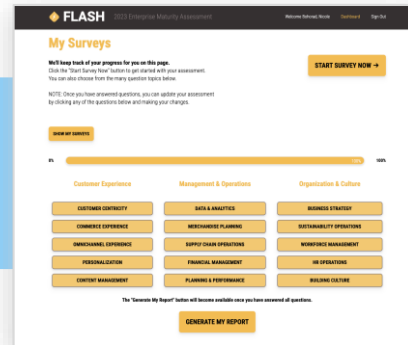 FLASH 2023 Enterprise Maturity Assessment
Welcome Behrouzi, Nicole Dashboard Sign Out
My Surveys
We'll keep track of your progress for you on this page.
Click the "Start Survey Now" button to get started with your assessment.
You can also choose from the many question topics below.
START SURVEY NOW →
NOTE: Once you have answered questions, you can update your assessment
by clicking any of the questions below and making your changes.
SHOW MY SURVEYS
0% 100%
Customer Experience Management & Operations Organization & Culture
CUSTOMER CENTRICITY DATA & ANALYTICS BUSINESS STRATEGY
COMMERCE EXPERIENCE MERCHANDISE PLANNING SUSTAINABILITY OPERATIONS
OMNICHANNEL EXPERIENCE SUPPLY CHAIN OPERATIONS WORKFORCE MANAGEMENT
PERSONALIZATION FINANCIAL MANAGEMENT HR OPERATIONS
CONTENT MANAGEMENT PLANNING & PERFORMANCE BUILDING CULTURE
The "Generate My Report" button will become available once you have answered all questions.
GENERATE MY REPORT